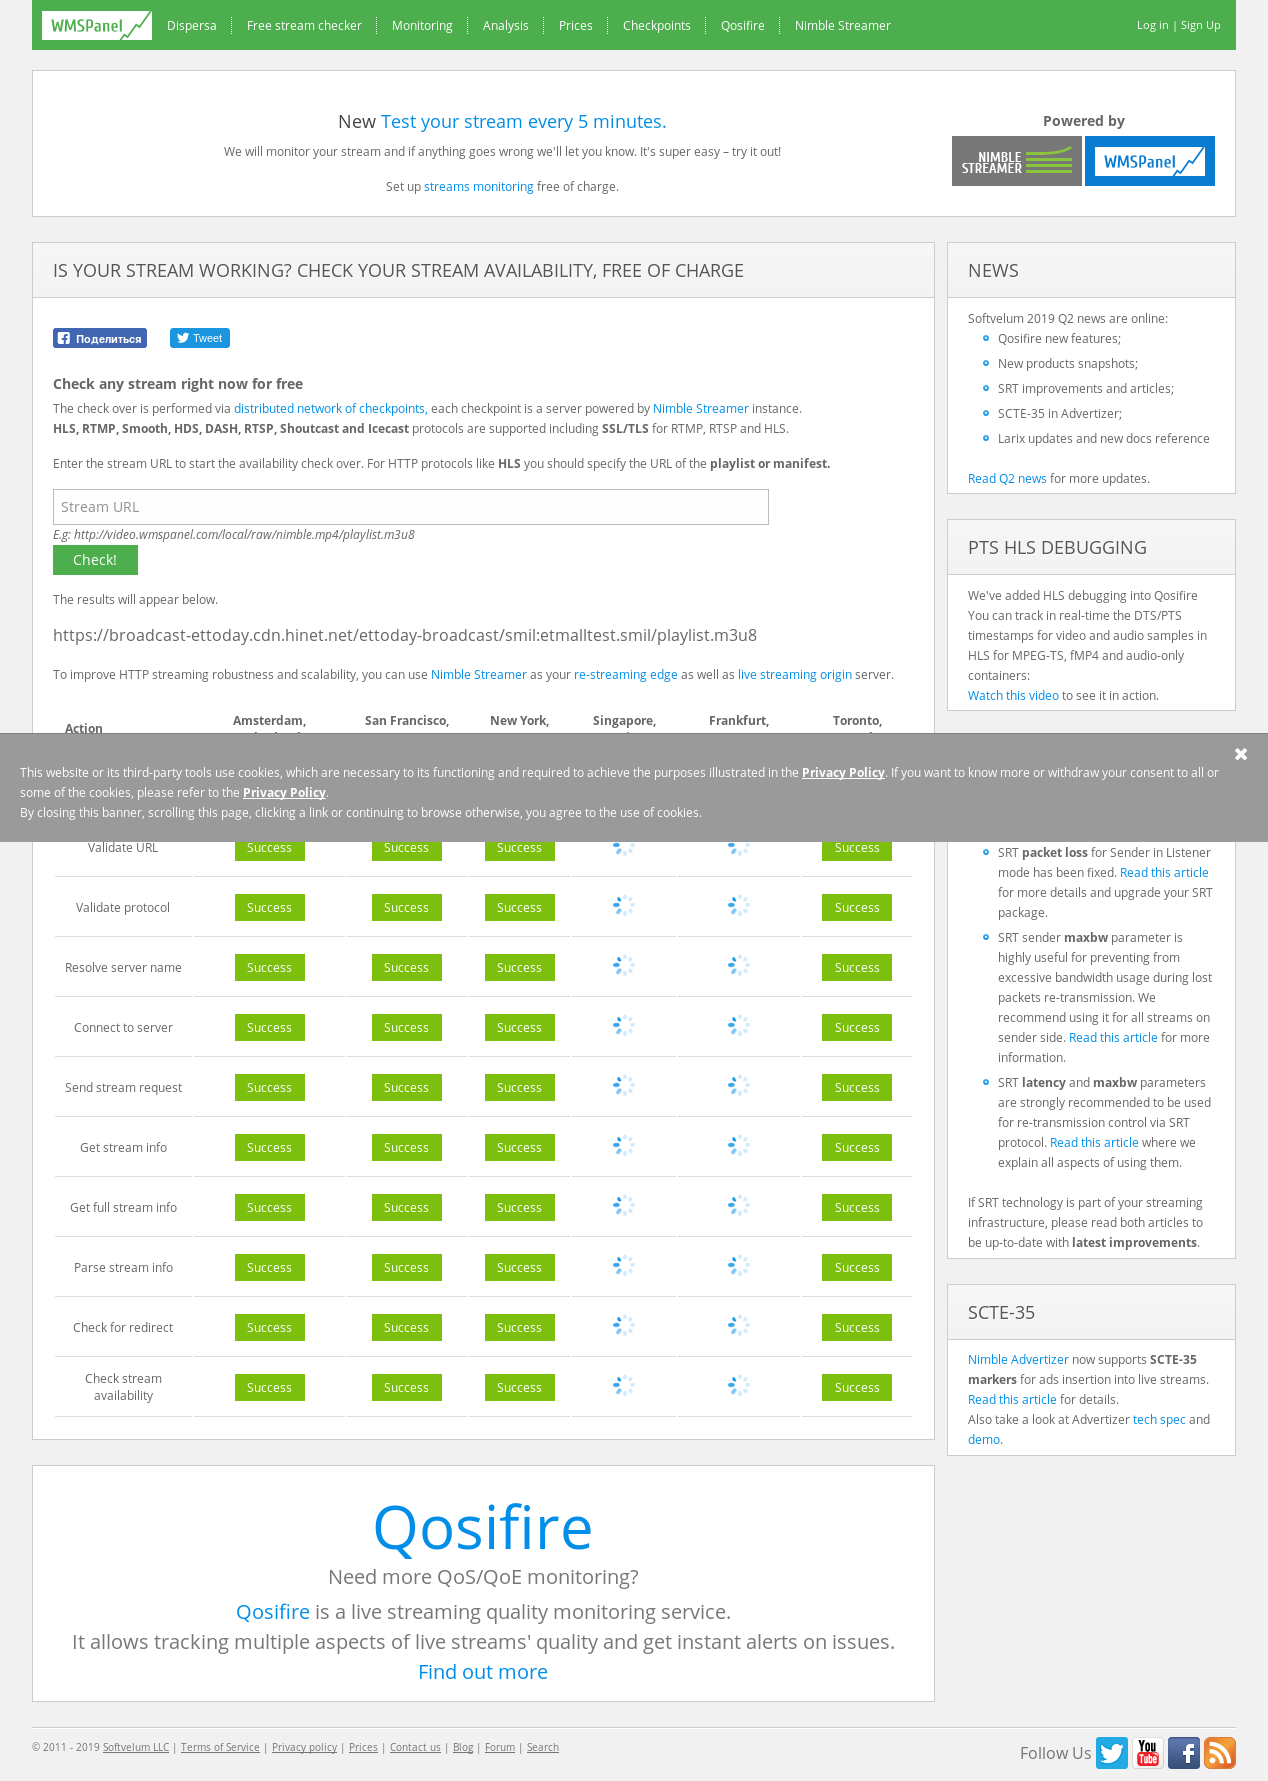 WMSPanel Dispersa Free stream checker Monitoring Analysis Prices Checkpoints Qosifire Nimble Streamer Log in | Sign Up
New Test your stream every 5 minutes.
We will monitor your stream and if anything goes wrong we'll let you know. It's super easy – try it out!
Set up streams monitoring free of charge.
Powered by
NIMBLE STREAMER
WMSPanel
IS YOUR STREAM WORKING? CHECK YOUR STREAM AVAILABILITY, FREE OF CHARGE
Поделиться Tweet
Check any stream right now for free
The check over is performed via distributed network of checkpoints, each checkpoint is a server powered by Nimble Streamer instance.
HLS, RTMP, Smooth, HDS, DASH, RTSP, Shoutcast and Icecast protocols are supported including SSL/TLS for RTMP, RTSP and HLS.
Enter the stream URL to start the availability check over. For HTTP protocols like HLS you should specify the URL of the playlist or manifest.
Stream URL
E.g: http://video.wmspanel.com/local/raw/nimble.mp4/playlist.m3u8
Check!
The results will appear below.
https://broadcast-ettoday.cdn.hinet.net/ettoday-broadcast/smil:etmalltest.smil/playlist.m3u8
To improve HTTP streaming robustness and scalability, you can use Nimble Streamer as your re-streaming edge as well as live streaming origin server.
Action Amsterdam, San Francisco, New York, Singapore, Frankfurt, Toronto,
This website or its third-party tools use cookies, which are necessary to its functioning and required to achieve the purposes illustrated in the Privacy Policy. If you want to know more or withdraw your consent to all or
some of the cookies, please refer to the Privacy Policy.
By closing this banner, scrolling this page, clicking a link or continuing to browse otherwise, you agree to the use of cookies.
Validate URL Success Success Success Success
Validate protocol Success Success Success Success
Resolve server name Success Success Success Success
Connect to server Success Success Success Success
Send stream request Success Success Success Success
Get stream info Success Success Success Success
Get full stream info Success Success Success Success
Parse stream info Success Success Success Success
Check for redirect Success Success Success Success
Check stream
availability Success Success Success Success
Qosifire
Need more QoS/QoE monitoring?
Qosifire is a live streaming quality monitoring service.
It allows tracking multiple aspects of live streams' quality and get instant alerts on issues.
Find out more
NEWS
Softvelum 2019 Q2 news are online:
Qosifire new features;
New products snapshots;
SRT improvements and articles;
SCTE-35 in Advertizer;
Larix updates and new docs reference
Read Q2 news for more updates.
PTS HLS DEBUGGING
We've added HLS debugging into Qosifire
You can track in real-time the DTS/PTS
timestamps for video and audio samples in
HLS for MPEG-TS, fMP4 and audio-only
containers:
Watch this video to see it in action.
SRT packet loss for Sender in Listener
mode has been fixed. Read this article
for more details and upgrade your SRT
package.
SRT sender maxbw parameter is
highly useful for preventing from
excessive bandwidth usage during lost
packets re-transmission. We
recommend using it for all streams on
sender side. Read this article for more
information.
SRT latency and maxbw parameters
are strongly recommended to be used
for re-transmission control via SRT
protocol. Read this article where we
explain all aspects of using them.
If SRT technology is part of your streaming
infrastructure, please read both articles to
be up-to-date with latest improvements.
SCTE-35
Nimble Advertizer now supports SCTE-35
markers for ads insertion into live streams.
Read this article for details.
Also take a look at Advertizer tech spec and
demo.
© 2011 - 2019 Softvelum LLC | Terms of Service | Privacy policy | Prices | Contact us | Blog | Forum | Search
Follow Us You Tube